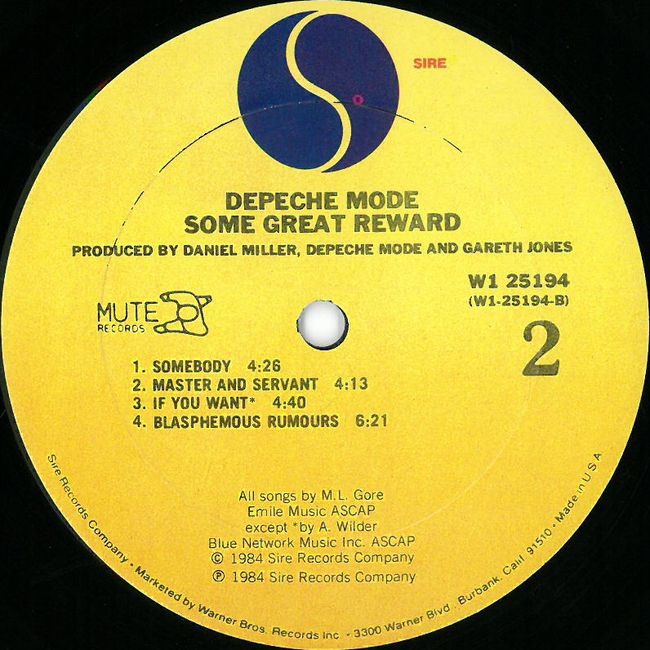 SIRE
DEPECHE MODE
SOME GREAT REWARD
PRODUCED BY DANIEL MILLER, DEPECHE MODE AND GARETH JONES
W1 25194
(W1-25194-B)
MUTE
RECORDS
2
1. SOMEBODY 4:26
2. MASTER AND SERVANT 4:13
3. IF YOU WANT* 4:40
4. BLASPHEMOUS RUMOURS 6:21
All songs by M.L. Gore
Emile Music ASCAP
except *by A. Wilder
Blue Network Music Inc. ASCAP
© 1984 Sire Records Company
℗ 1984 Sire Records Company
Sire Records Company · Marketed by Warner Bros. Records Inc · 3300 Warner Blvd., Burbank, Calif. 91510 · Made in U S A